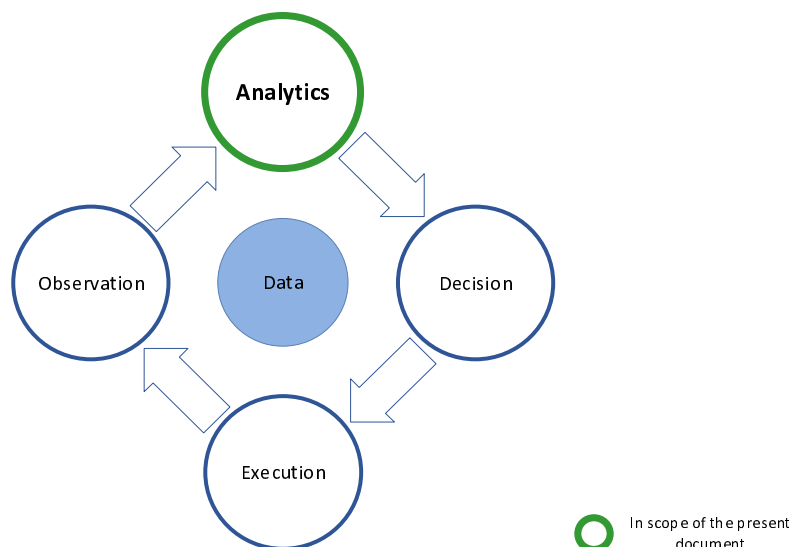 Analytics
Observation
Data
Decision
Execution
In scope of the present
document